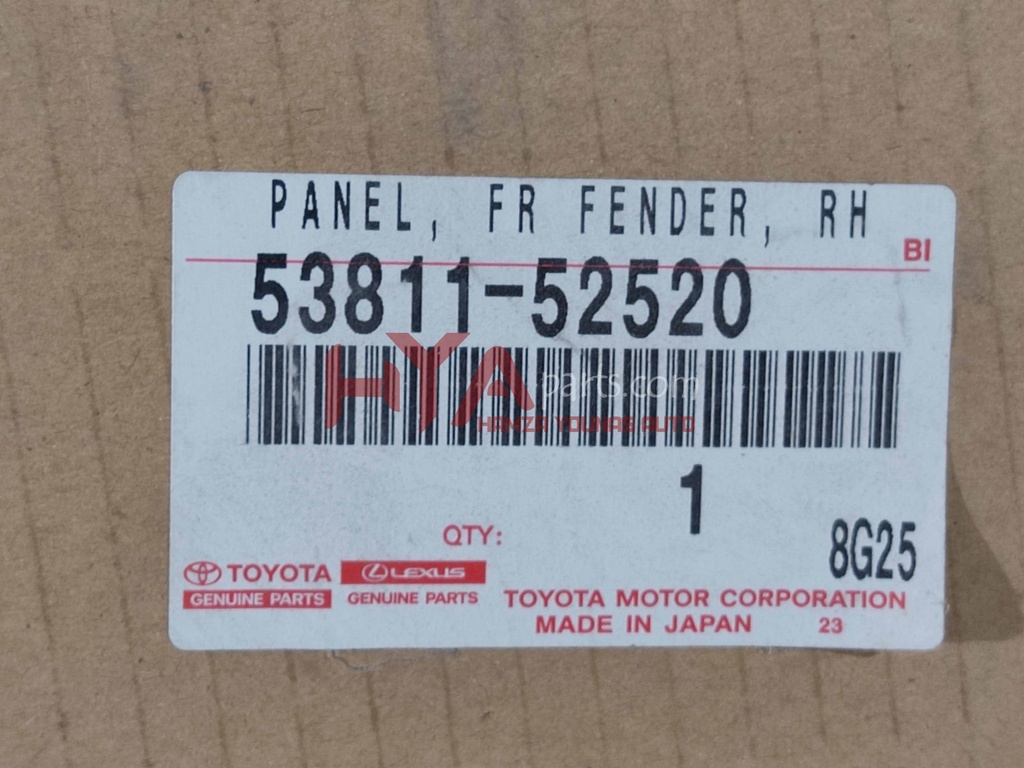 PANEL, FR FENDER, RH
BI
53811-52520
HYA
parts.com
HAMZA YOUNAS AUTO
1
QTY:
8G25
TOYOTA
GENUINE PARTS
LEXUS
GENUINE PARTS
TOYOTA MOTOR CORPORATION
MADE IN JAPAN 23